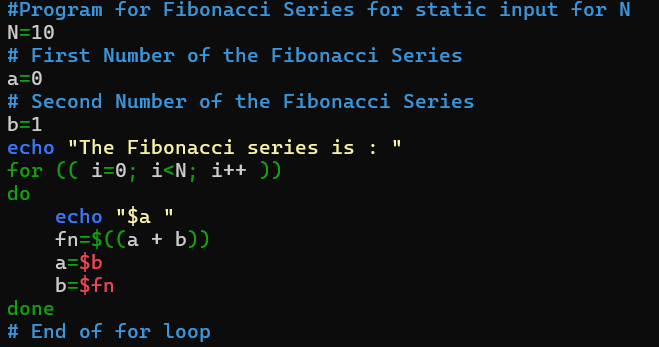 #Program for Fibonacci Series for static input for N
N=10
# First Number of the Fibonacci Series
a=0
# Second Number of the Fibonacci Series
b=1
echo "The Fibonacci series is : "
for (( i=0; i<N; i++ ))
do
    echo "$a "
    fn=$((a + b))
    a=$b
    b=$fn
done
# End of for loop